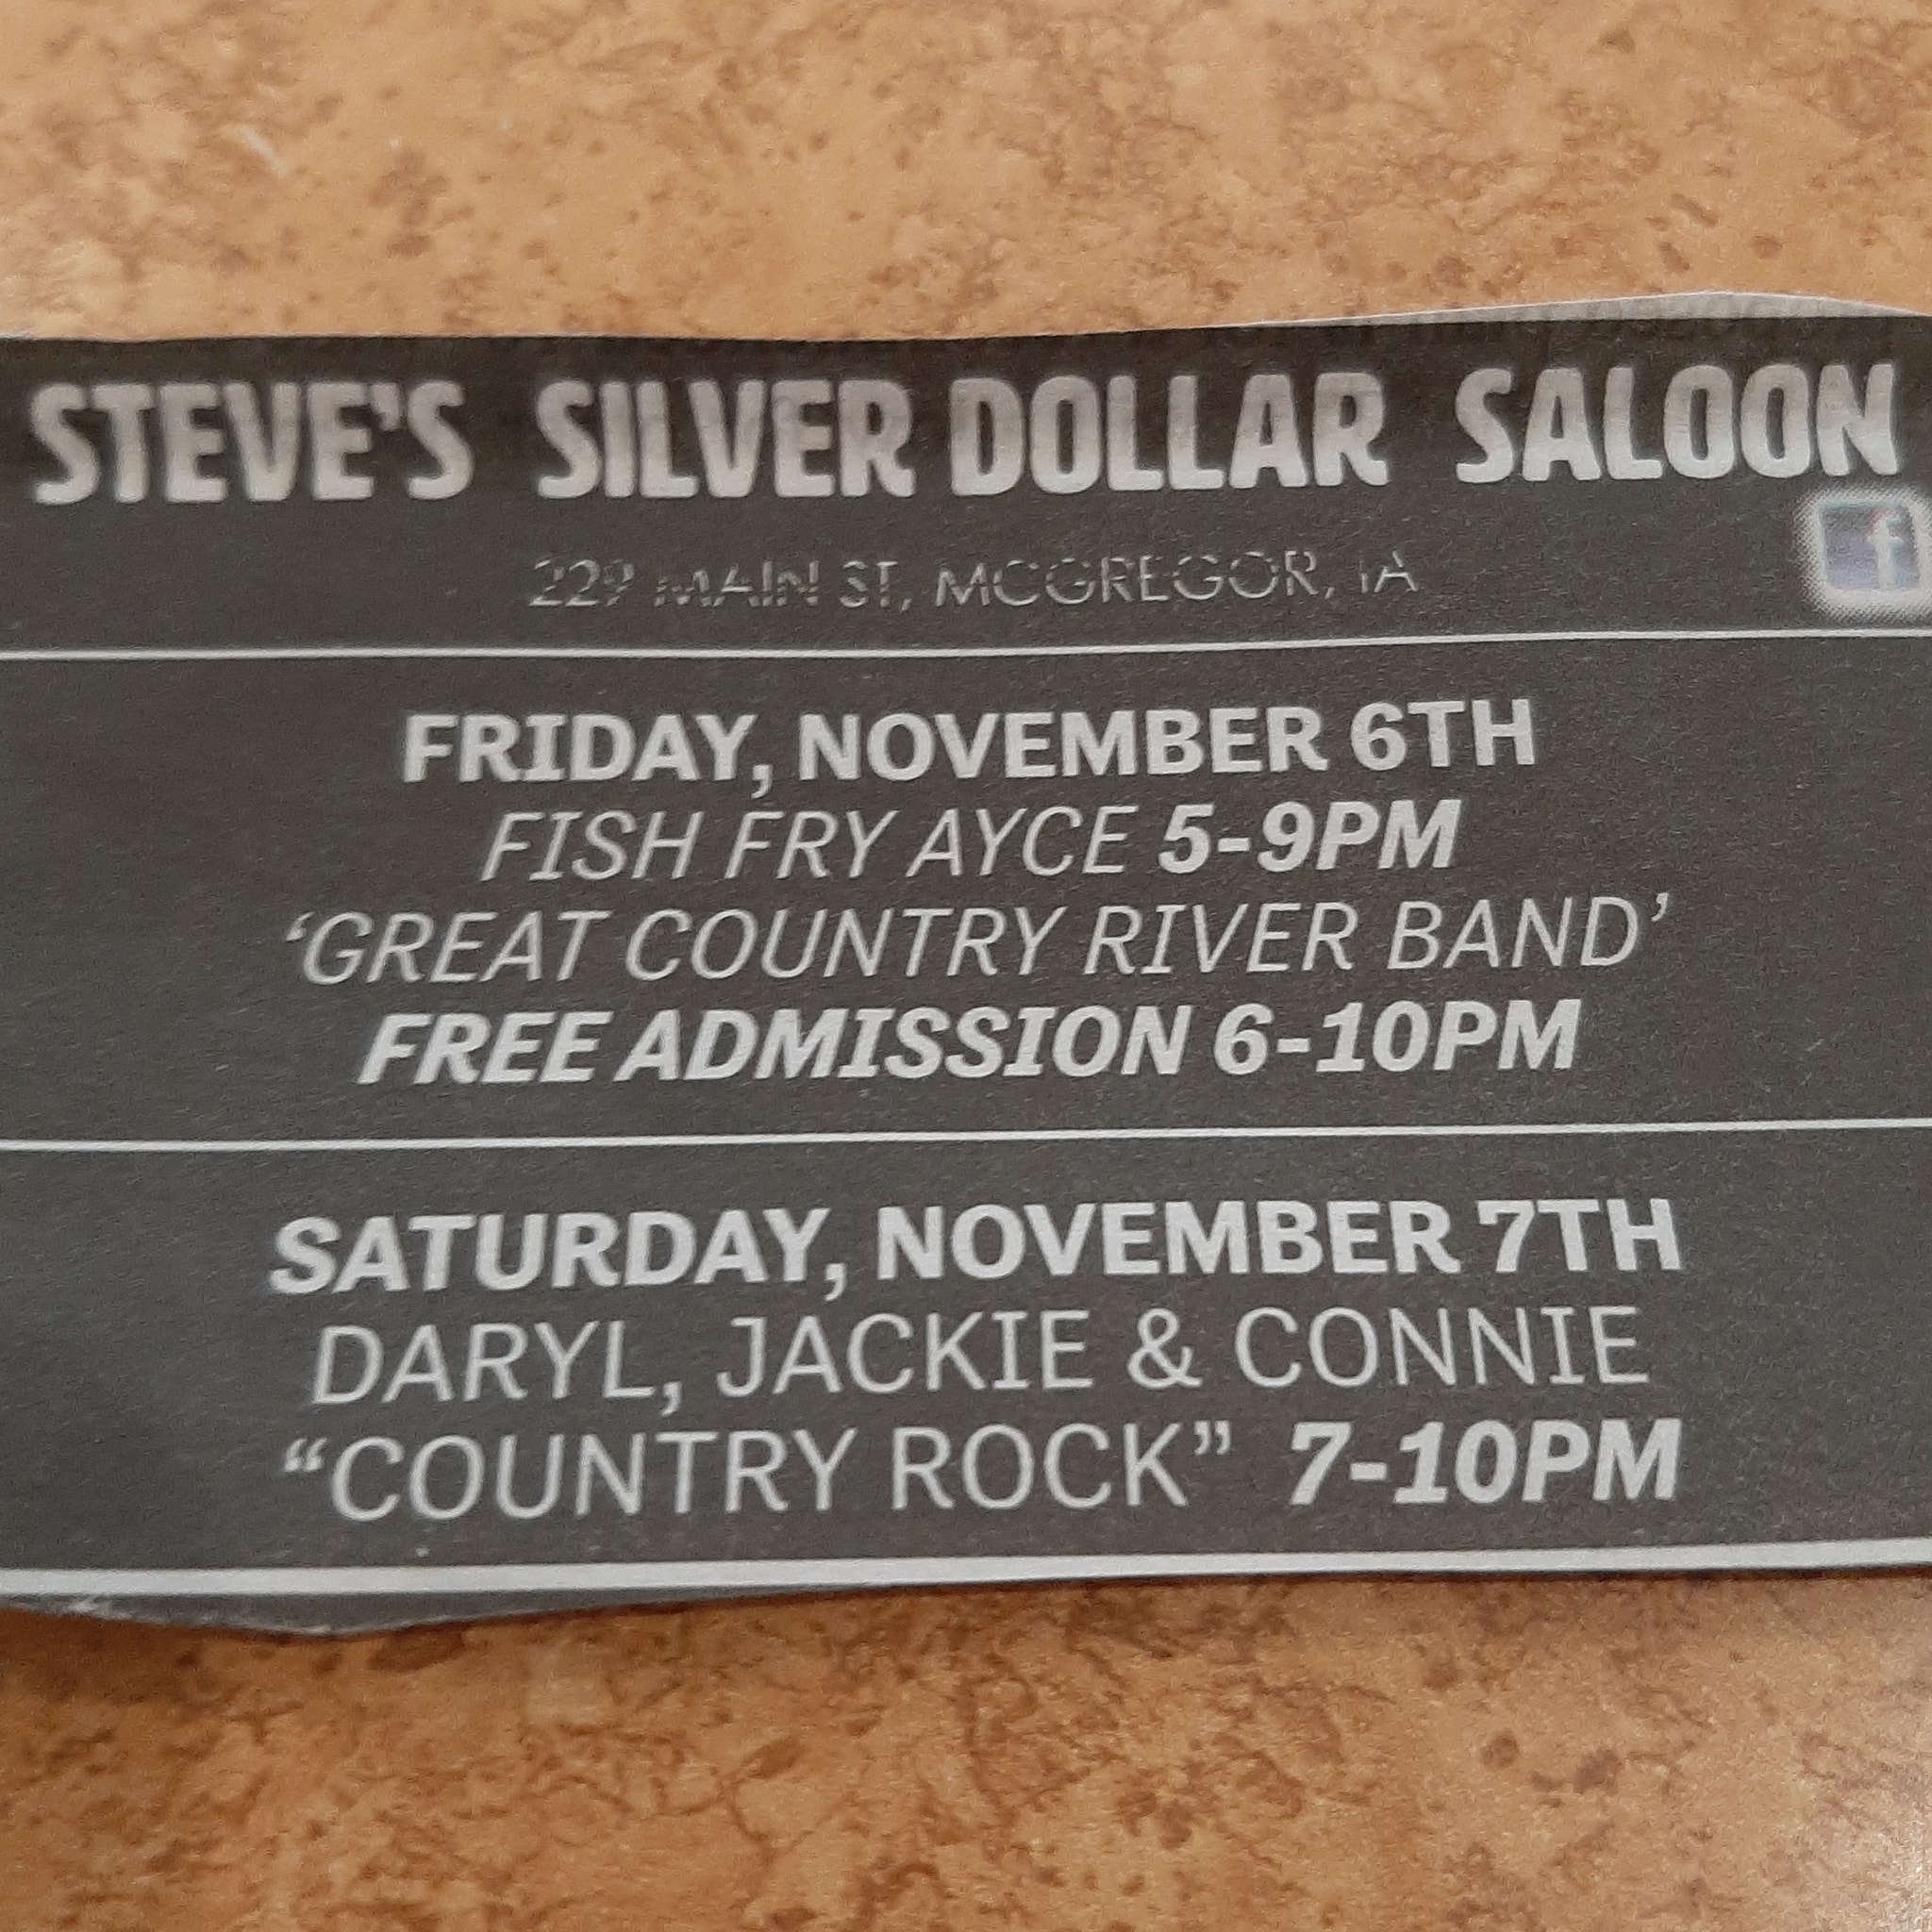 STEVE'S SILVER DOLLAR SALOON
f
229 MAIN ST, MCGREGOR, IA
FRIDAY, NOVEMBER 6TH
FISH FRY AYCE 5-9PM
‘GREAT COUNTRY RIVER BAND’
FREE ADMISSION 6-10PM
SATURDAY, NOVEMBER 7TH
DARYL, JACKIE & CONNIE
“COUNTRY ROCK” 7-10PM